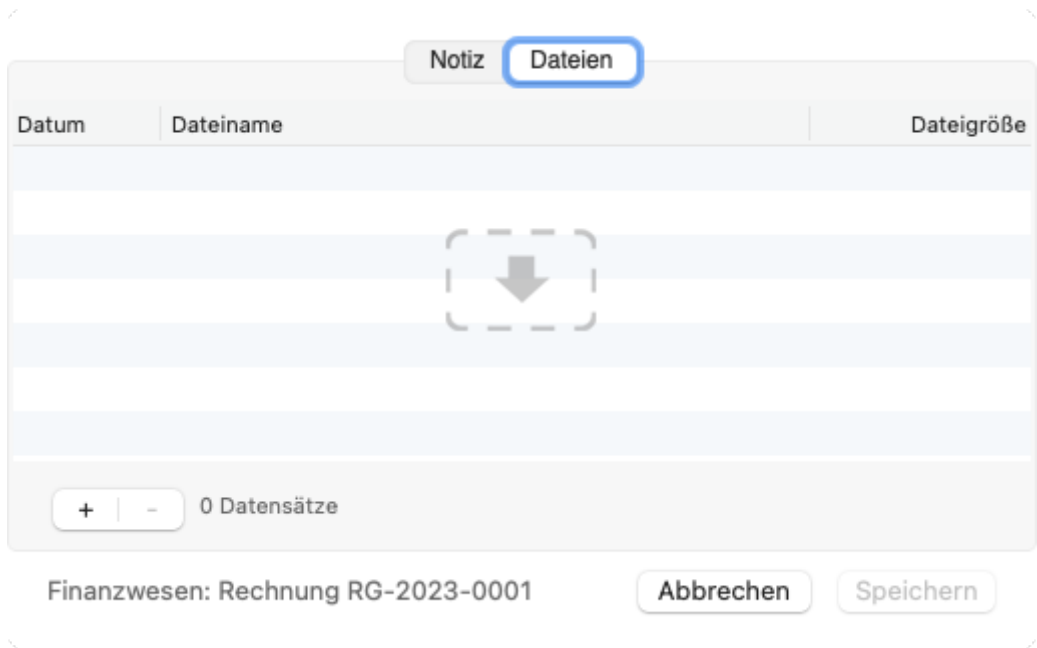 Notiz Dateien
Datum Dateiname Dateigröße
+ - 0 Datensätze
Finanzwesen: Rechnung RG-2023-0001 Abbrechen Speichern